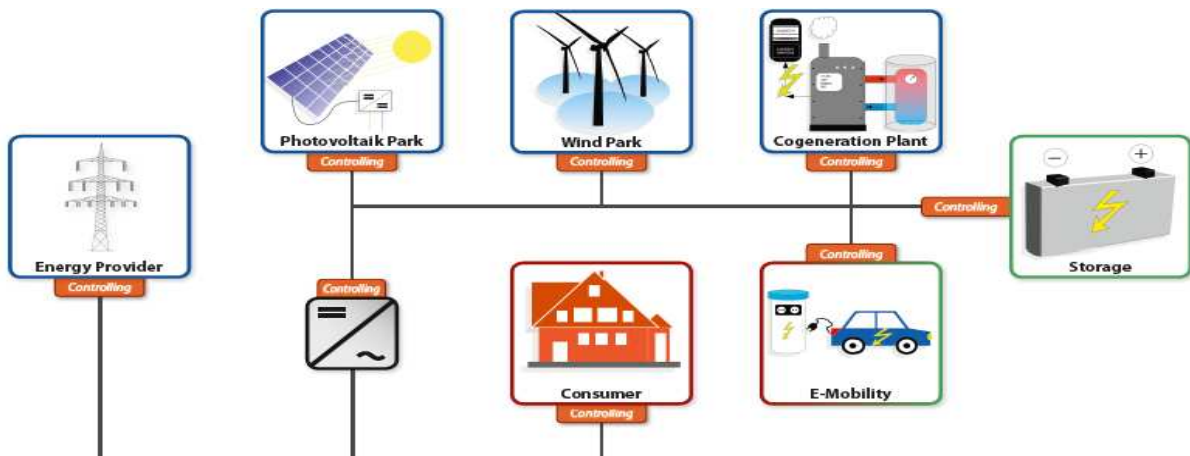 Photovoltaik Park
Wind Park
Cogeneration Plant
Controlling
Controlling
Controlling
− +
Controlling
Energy Provider
Storage
Controlling
Controlling
Controlling
Consumer
E-Mobility
Controlling